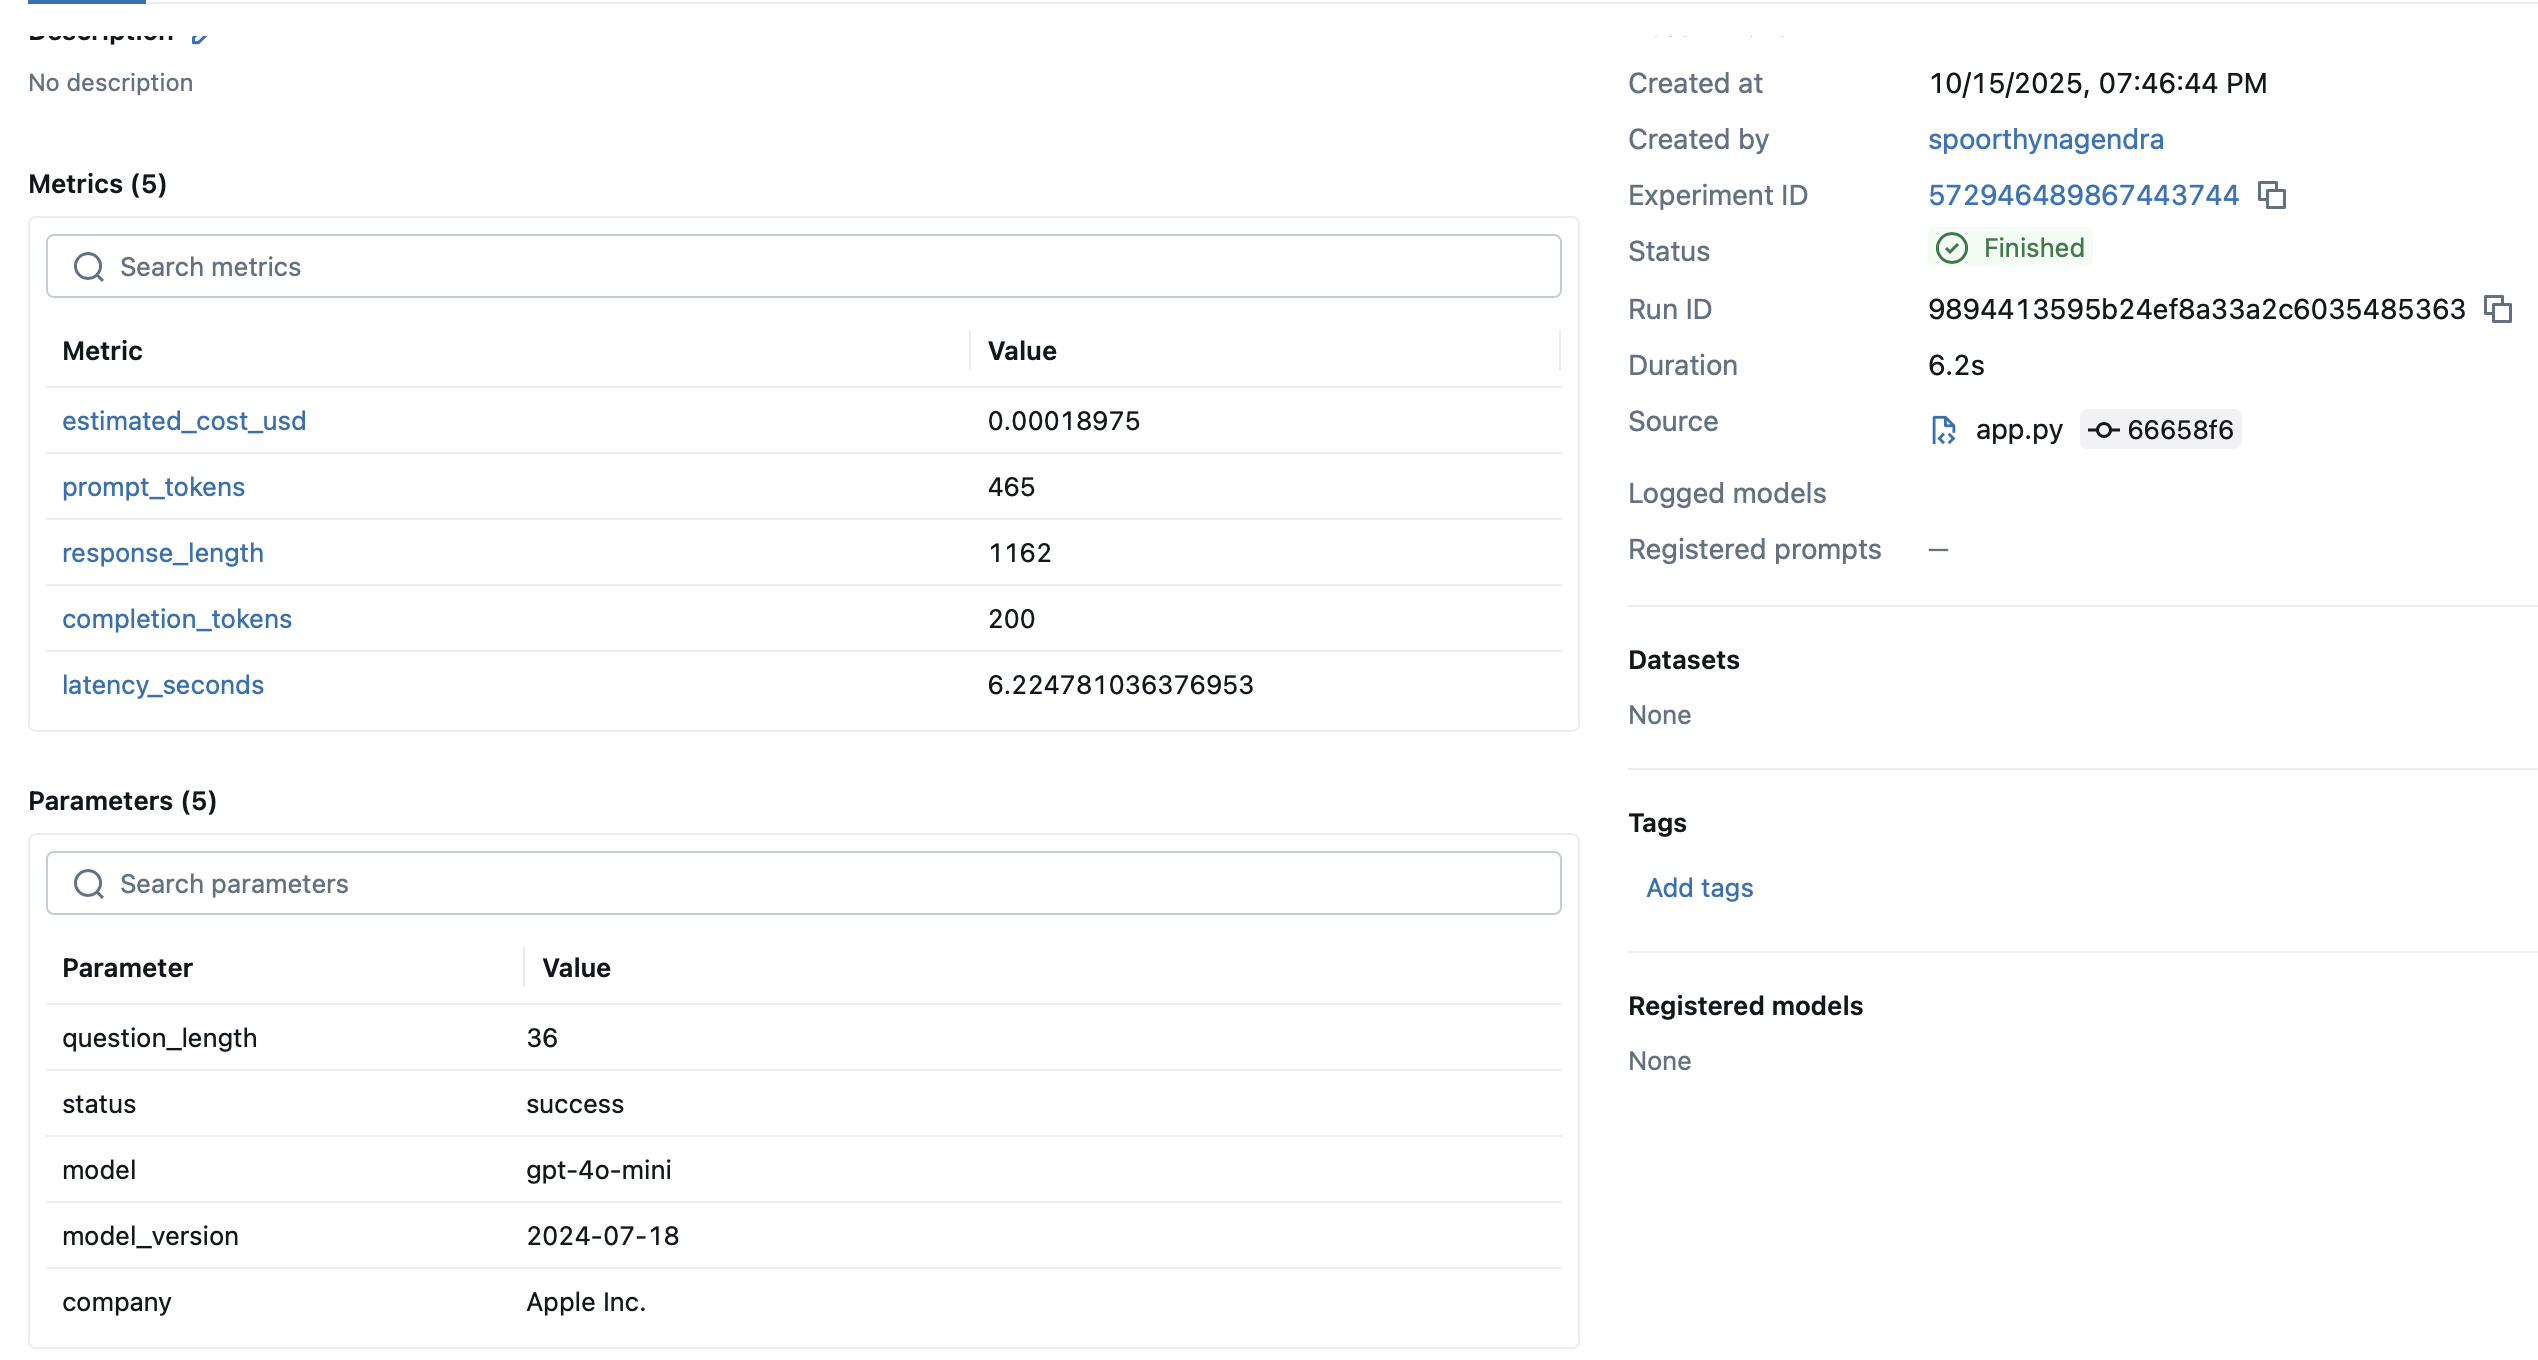 Description
No description
Metrics (5)
Search metrics
Metric Value
estimated_cost_usd 0.00018975
prompt_tokens 465
response_length 1162
completion_tokens 200
latency_seconds 6.224781036376953
Parameters (5)
Search parameters
Parameter Value
question_length 36
status success
model gpt-4o-mini
model_version 2024-07-18
company Apple Inc.
Created at 10/15/2025, 07:46:44 PM
Created by spoorthynagendra
Experiment ID 572946489867443744
Status Finished
Run ID 9894413595b24ef8a33a2c6035485363
Duration 6.2s
Source app.py 66658f6
Logged models
Registered prompts —
Datasets
None
Tags
Add tags
Registered models
None